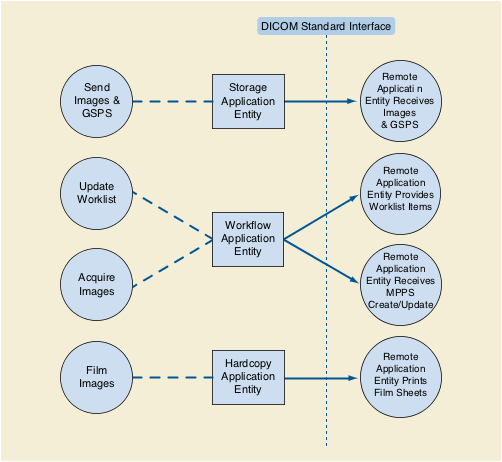 DICOM Standard Interface
Send
Images &
GSPS
Storage
Application
Entity
Remote
Applicati n
Entity Receives
Images
& GSPS
Update
Worklist
Remote
Application
Entity Provides
Worklist Items
Workflow
Application
Entity
Acquire
Images
Remote
Application
Entity Receives
MPPS
Create/Update
Film
Images
Hardcopy
Application
Entity
Remote
Application
Entity Prints
Film Sheets